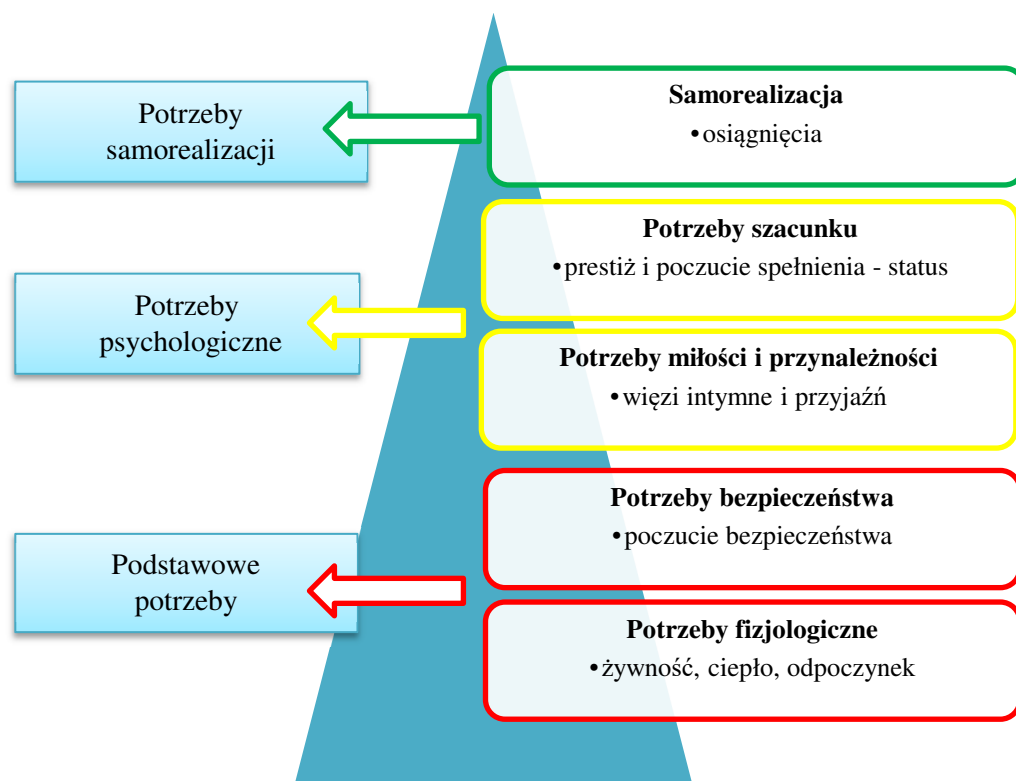 Potrzeby
samorealizacji
Samorealizacja
•osiągnięcia
Potrzeby szacunku
•prestiż i poczucie spełnienia - status
Potrzeby
psychologiczne
Potrzeby miłości i przynależności
•więzi intymne i przyjaźń
Potrzeby bezpieczeństwa
•poczucie bezpieczeństwa
Podstawowe
potrzeby
Potrzeby fizjologiczne
•żywność, ciepło, odpoczynek